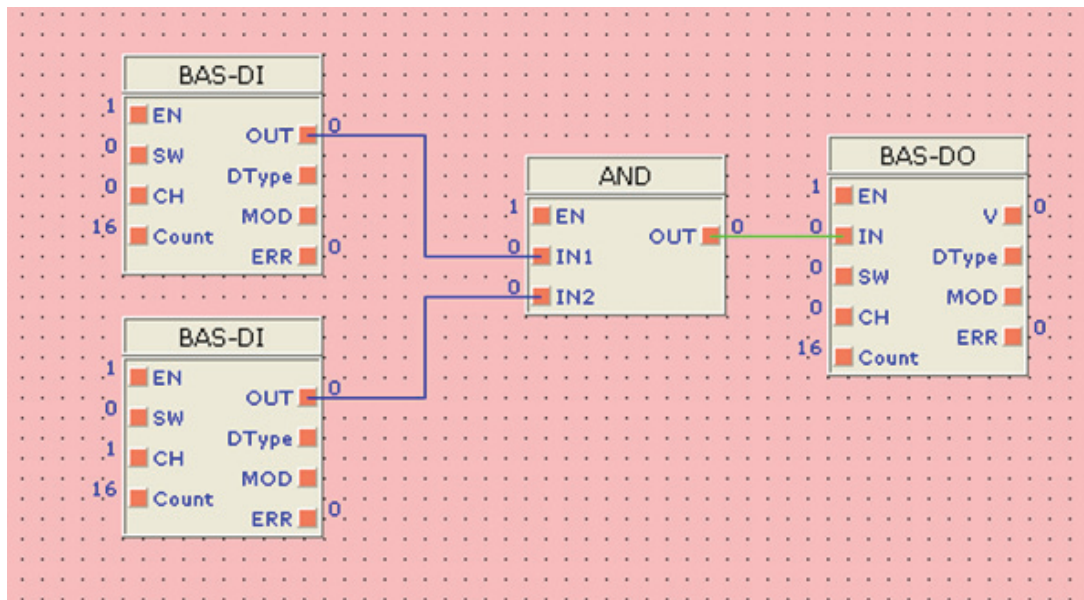 BAS-DI
1 EN
OUT 0
0 SW
DType
0 CH
MOD
16 Count
ERR 0
BAS-DI
1 EN
OUT 0
0 SW
DType
1 CH
MOD
16 Count
ERR 0
AND
1 EN
OUT 0
0 IN1
0 IN2
BAS-DO
1 EN
V 0
0 IN
DType
0 SW
MOD
0 CH
ERR 0
16 Count